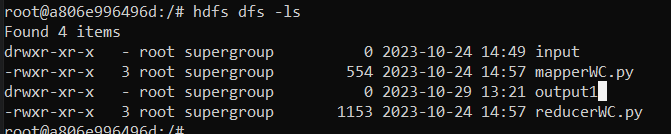 root@a806e996496d:/# hdfs dfs -ls
Found 4 items
drwxr-xr-x   - root supergroup          0 2023-10-24 14:49 input
-rwxr-xr-x   3 root supergroup        554 2023-10-24 14:57 mapperWC.py
drwxr-xr-x   - root supergroup          0 2023-10-29 13:21 output1
-rwxr-xr-x   3 root supergroup       1153 2023-10-24 14:57 reducerWC.py
root@a806e996496d:/#